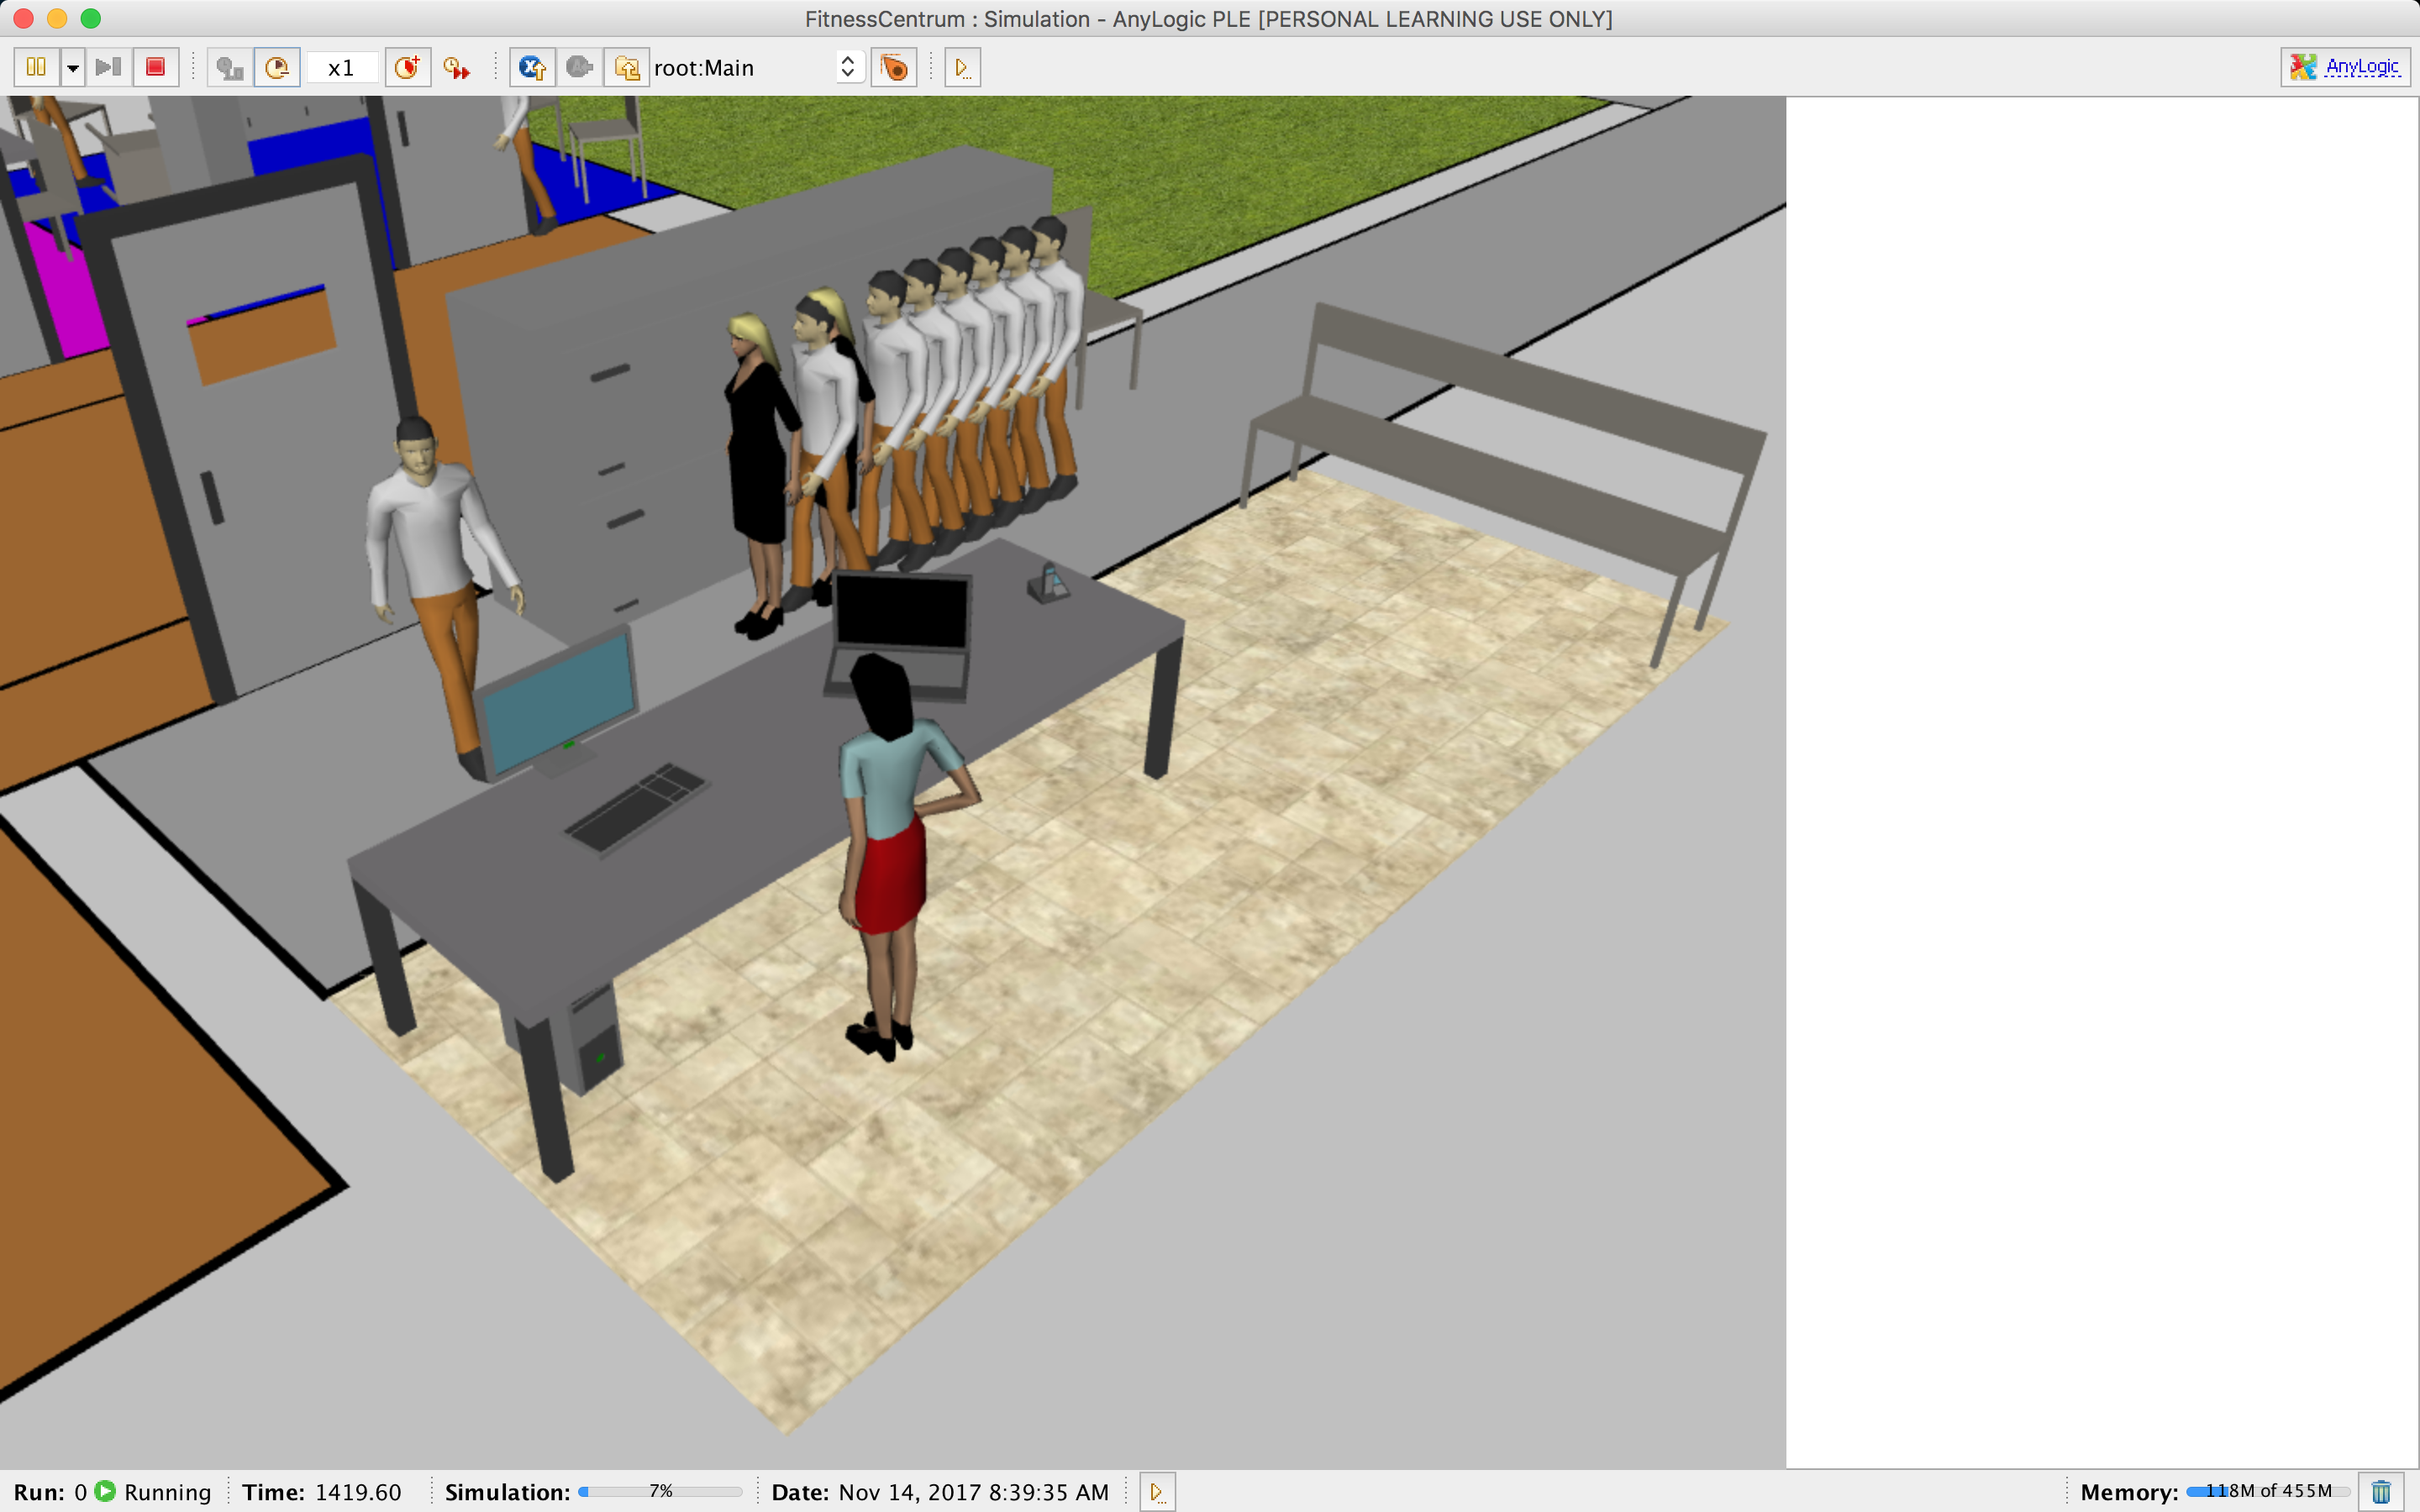 FitnessCentrum : Simulation - AnyLogic PLE [PERSONAL LEARNING USE ONLY]
x1 root:Main AnyLogic
Run: 0 Running Time: 1419.60 Simulation: 7% Date: Nov 14, 2017 8:39:35 AM Memory: 118M of 455M